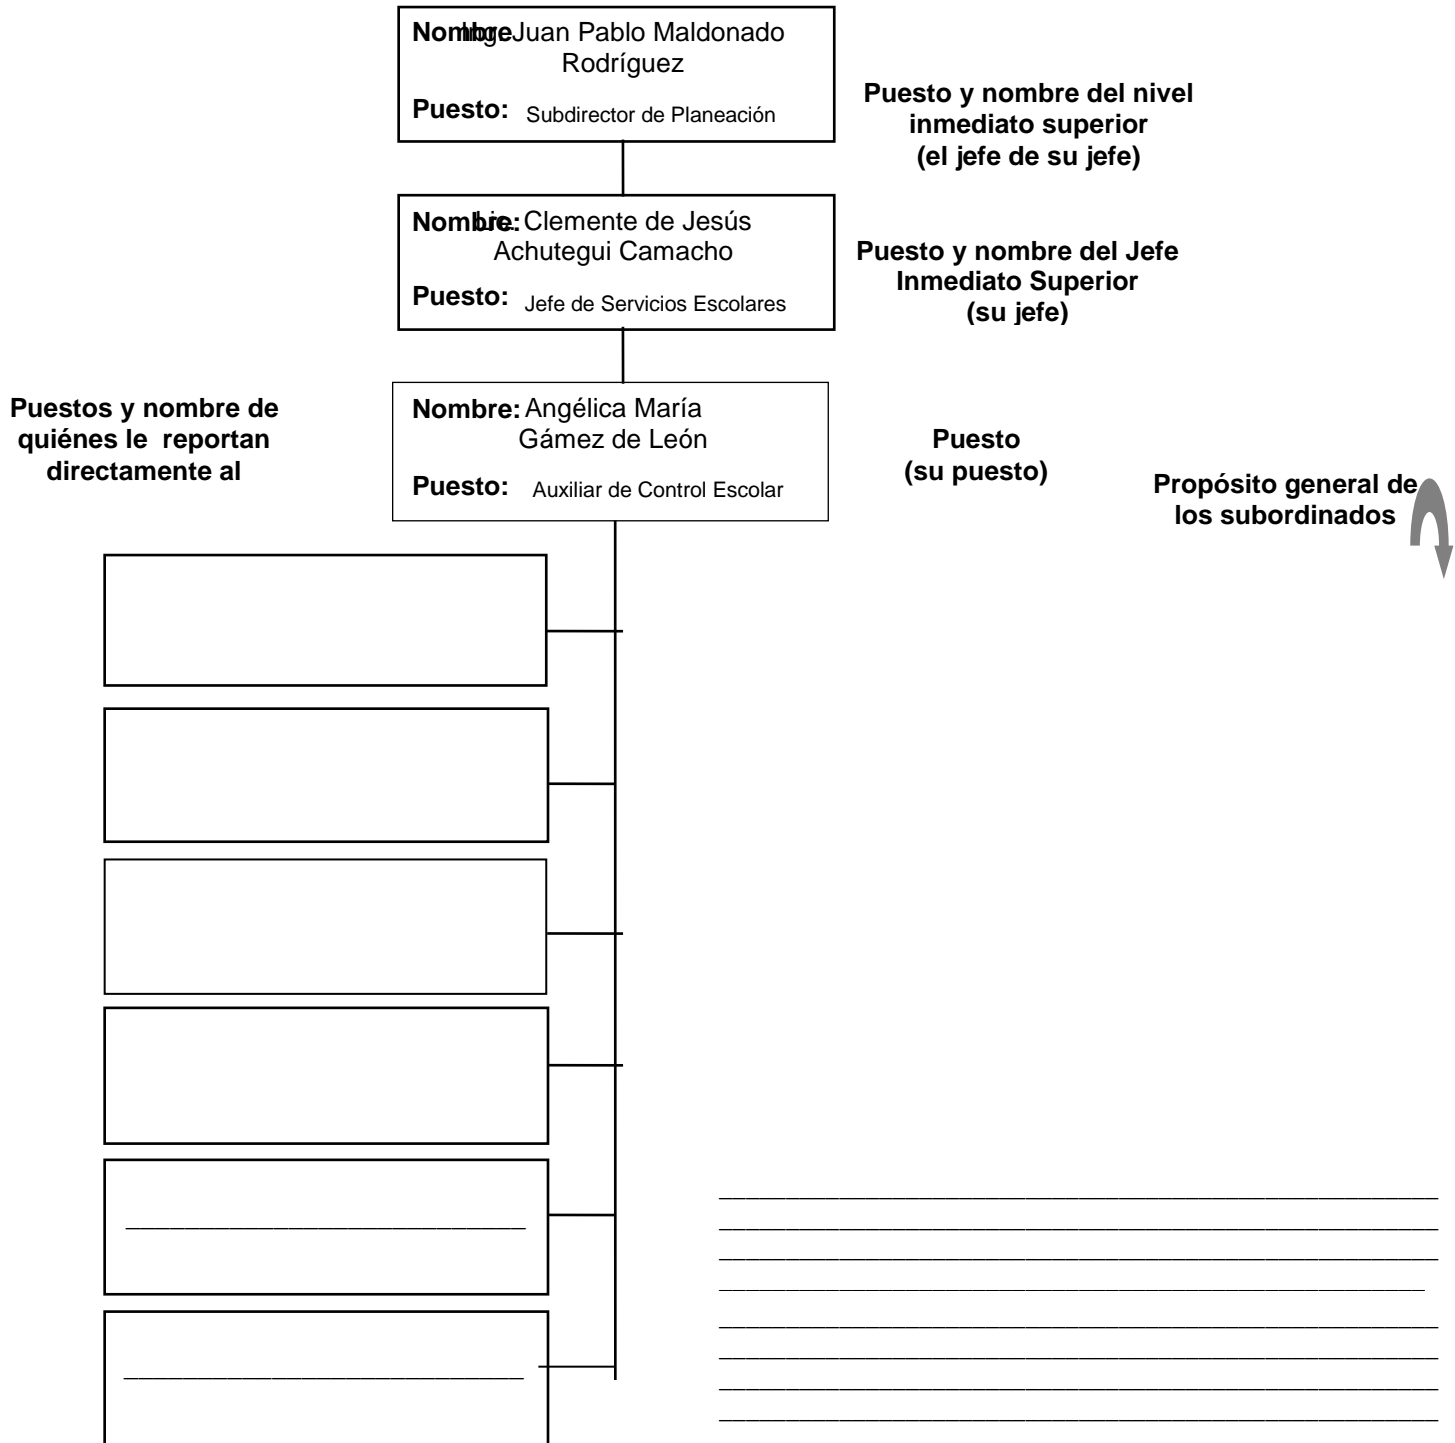 Nombre Ing. Juan Pablo Maldonado
Rodríguez
Puesto: Subdirector de Planeación
Puesto y nombre del nivel
inmediato superior
(el jefe de su jefe)
Nombre: Lic. Clemente de Jesús
Achutegui Camacho
Puesto: Jefe de Servicios Escolares
Puesto y nombre del Jefe
Inmediato Superior
(su jefe)
Puestos y nombre de
quiénes le reportan
directamente al
Nombre: Angélica María
Gámez de León
Puesto: Auxiliar de Control Escolar
Puesto
(su puesto)
Propósito general de
los subordinados